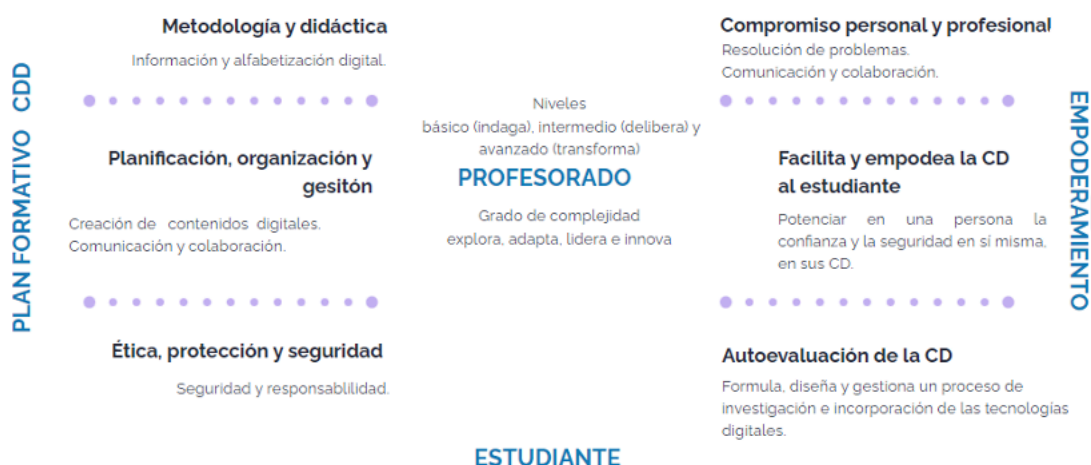 PLAN FORMATIVO CDD
Metodología y didáctica
Información y alfabetización digital.
Planificación, organización y
gesitón
Creación de contenidos digitales.
Comunicación y colaboración.
Ética, protección y seguridad
Seguridad y responsablilidad.
Niveles
básico (indaga), intermedio (delibera) y
avanzado (transforma)
PROFESORADO
Grado de complejidad
explora, adapta, lidera e innova
ESTUDIANTE
Compromiso personal y profesional
Resolución de problemas.
Comunicación y colaboración.
Facilita y empodea la CD
al estudiante
Potenciar en una persona la
confianza y la seguridad en sí misma,
en sus CD.
Autoevaluación de la CD
Formula, diseña y gestiona un proceso de
investigación e incorporación de las tecnologías
digitales.
EMPODERAMIENTO